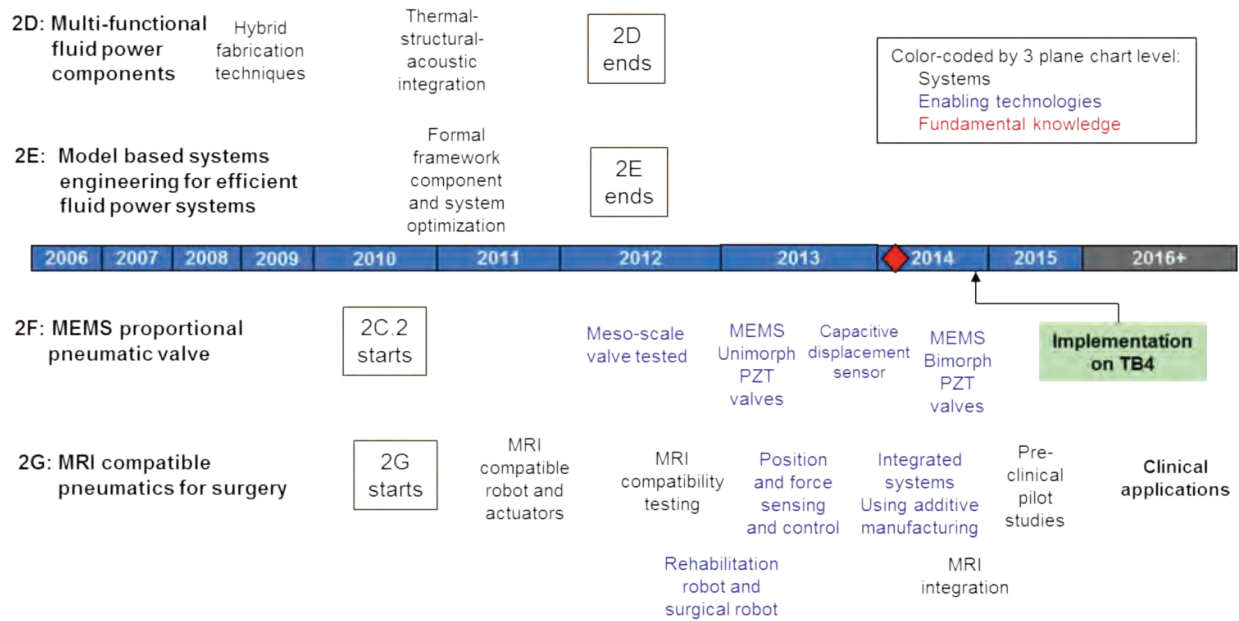 2D: Multi-functional
fluid power
components
Hybrid
fabrication
techniques
Thermal-
structural-
acoustic
integration
2D
ends
Color-coded by 3 plane chart level:
Systems
Enabling technologies
Fundamental knowledge
2E: Model based systems
engineering for efficient
fluid power systems
Formal
framework
component
and system
optimization
2E
ends
2006 2007 2008 2009 2010 2011 2012 2013 2014 2015 2016+
2F: MEMS proportional
pneumatic valve
2C.2
starts
Meso-scale
valve tested
MEMS
Unimorph
PZT
valves
Capacitive
displacement
sensor
MEMS
Bimorph
PZT
valves
Implementation
on TB4
2G: MRI compatible
pneumatics for surgery
2G
starts
MRI
compatible
robot and
actuators
MRI
compatibility
testing
Position
and force
sensing
and control
Integrated
systems
Using additive
manufacturing
Pre-
clinical
pilot
studies
Clinical
applications
Rehabilitation
robot and
surgical robot
MRI
integration